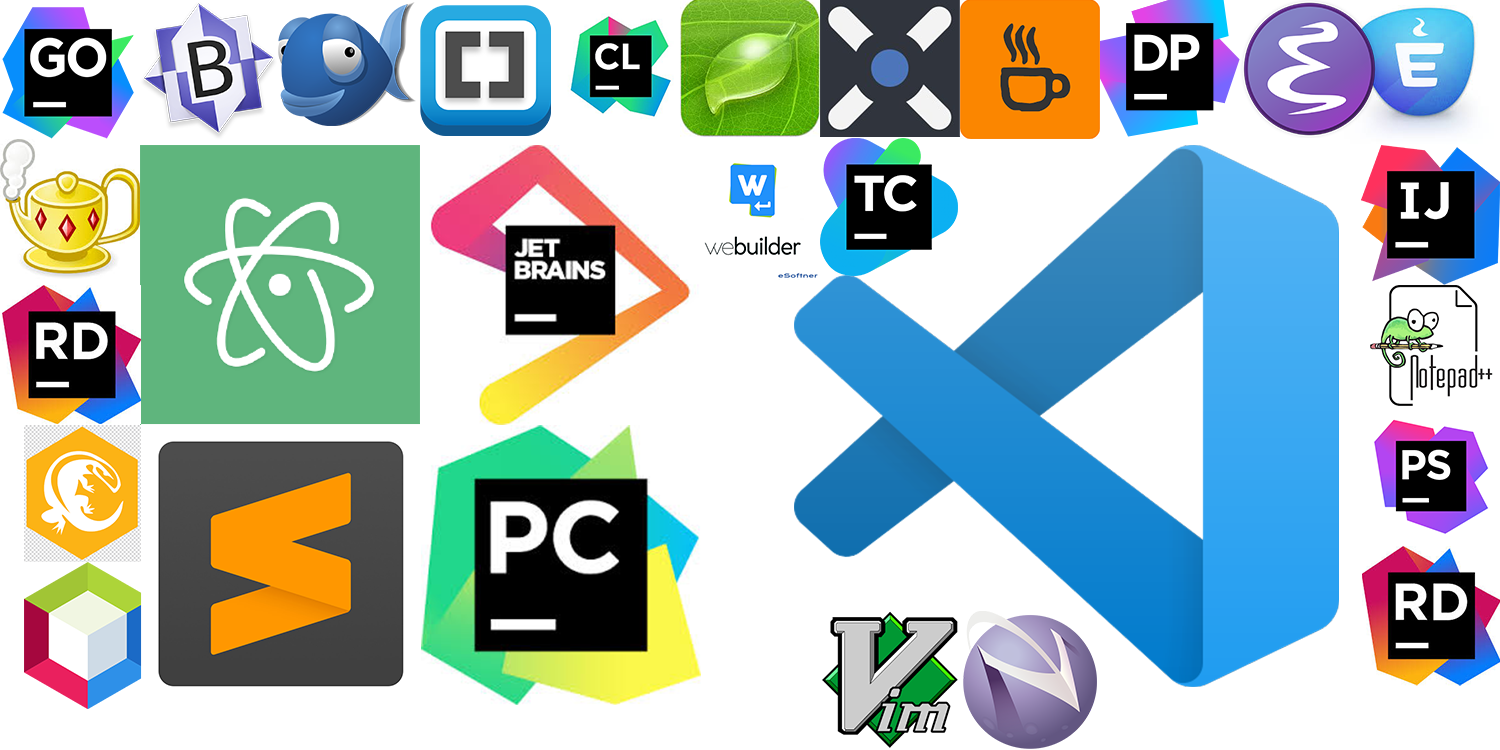 GO
B
CL
DP
E
JET
BRAINS
W
webuilder
eSoftner
TC
IJ
RD
Notepad++
PC
PS
Vim
RD